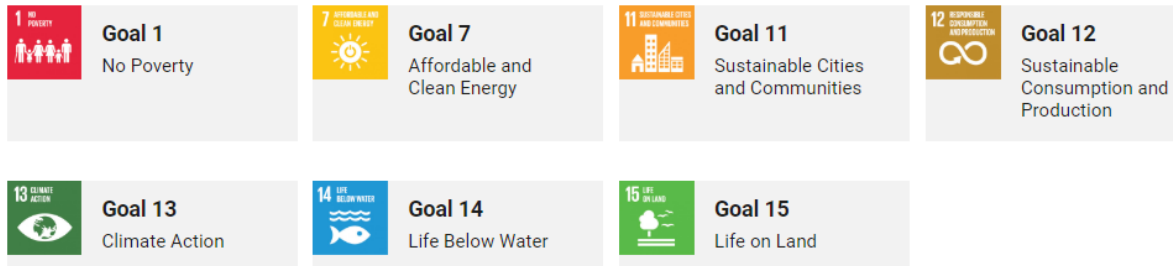 1 NO
POVERTY
Goal 1
No Poverty
7 AFFORDABLE AND
CLEAN ENERGY
Goal 7
Affordable and
Clean Energy
11 SUSTAINABLE CITIES
AND COMMUNITIES
Goal 11
Sustainable Cities
and Communities
12 RESPONSIBLE
CONSUMPTION
AND PRODUCTION
Goal 12
Sustainable
Consumption and
Production
13 CLIMATE
ACTION
Goal 13
Climate Action
14 LIFE
BELOW WATER
Goal 14
Life Below Water
15 LIFE
ON LAND
Goal 15
Life on Land